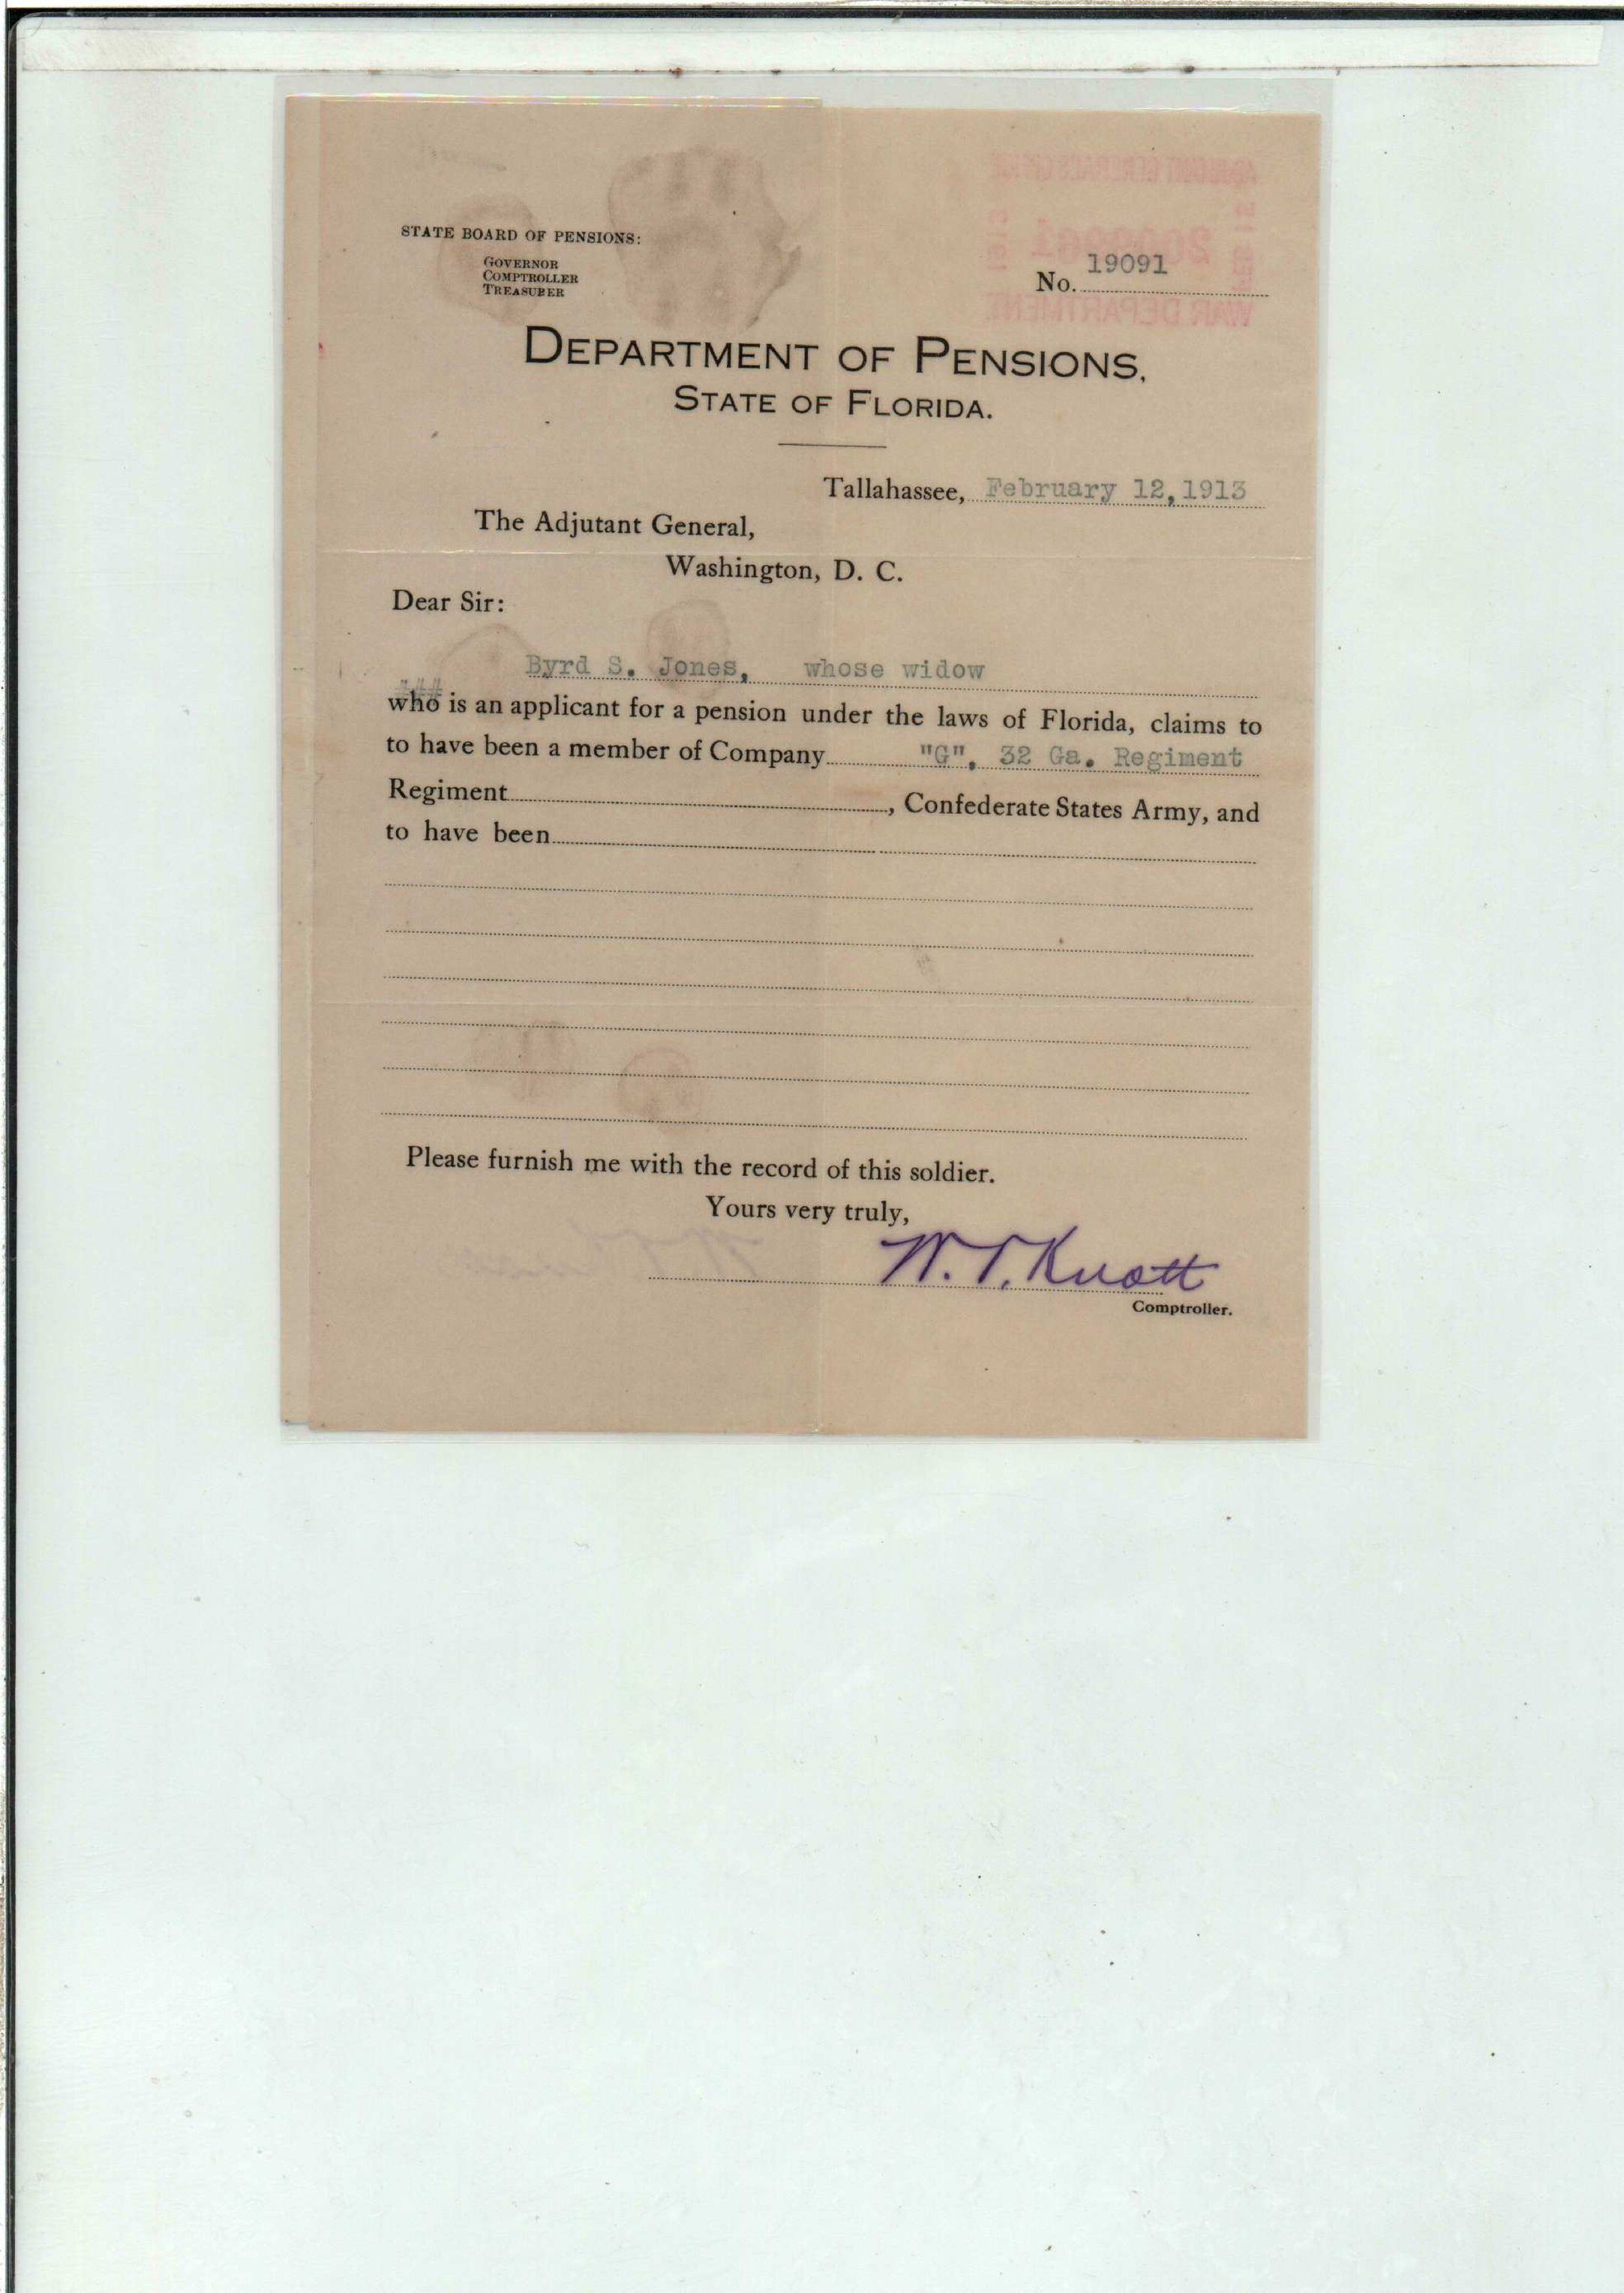 STATE BOARD OF PENSIONS:
GOVERNOR
COMPTROLLER
TREASURER
No. 19091
DEPARTMENT OF PENSIONS,
STATE OF FLORIDA.
Tallahassee, February 12, 1913
The Adjutant General,
Washington, D. C.
Dear Sir:
Byrd S. Jones, whose widow
who is an applicant for a pension under the laws of Florida, claims to
to have been a member of Company "G", 32 Ga. Regiment
Regiment , Confederate States Army, and
to have been
Please furnish me with the record of this soldier.
Yours very truly,
W. V. Knott
Comptroller.
ADJUTANT GENERAL'S OFFICE
WAR DEPARTMENT